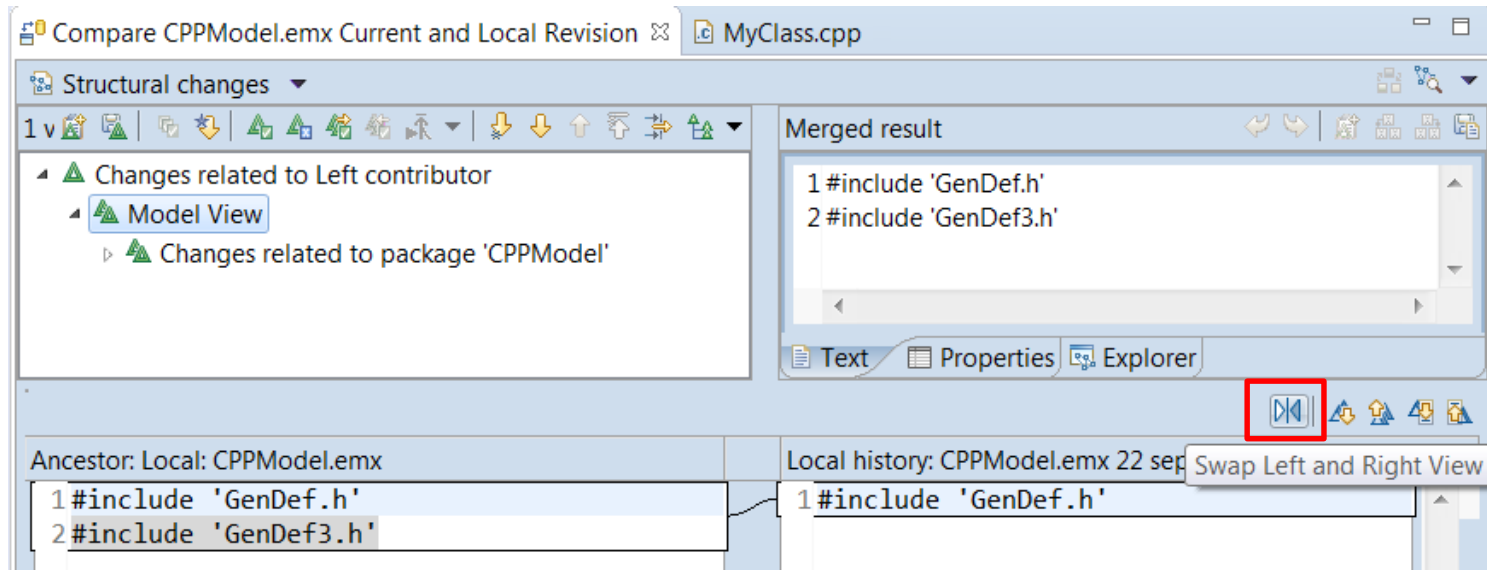 Compare CPPModel.emx Current and Local Revision MyClass.cpp
Structural changes
1 v
Merged result
Changes related to Left contributor
Model View
Changes related to package 'CPPModel'
1 #include 'GenDef.h'
2 #include 'GenDef3.h'
Text Properties Explorer
Swap Left and Right View
Ancestor: Local: CPPModel.emx
1 #include 'GenDef.h'
2 #include 'GenDef3.h'
Local history: CPPModel.emx 22 sep
1 #include 'GenDef.h'